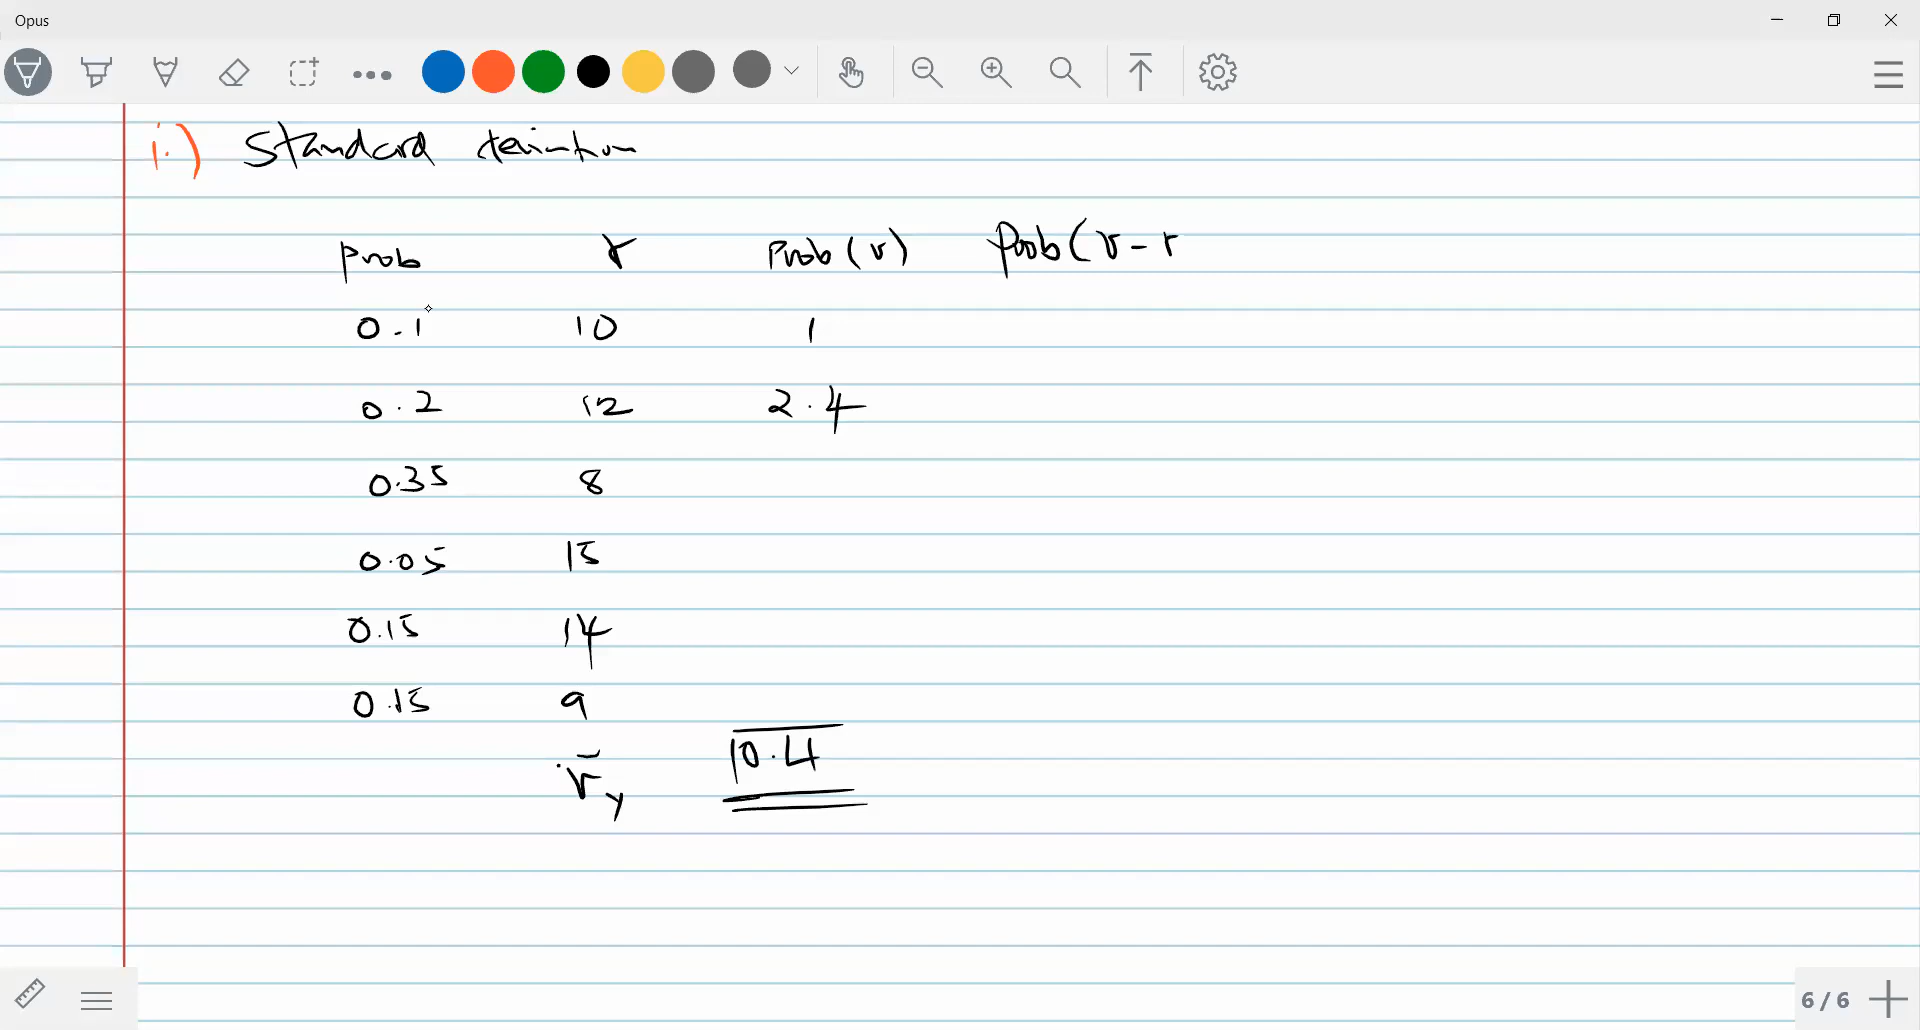 Opus
i.) Standard deviation
Prob r Prob (r) Prob (r - r
0.1 10 1
0.2 12 2.4
0.35 8
0.05 15
0.15 14
0.15 9
r̄y 10.4
6 / 6